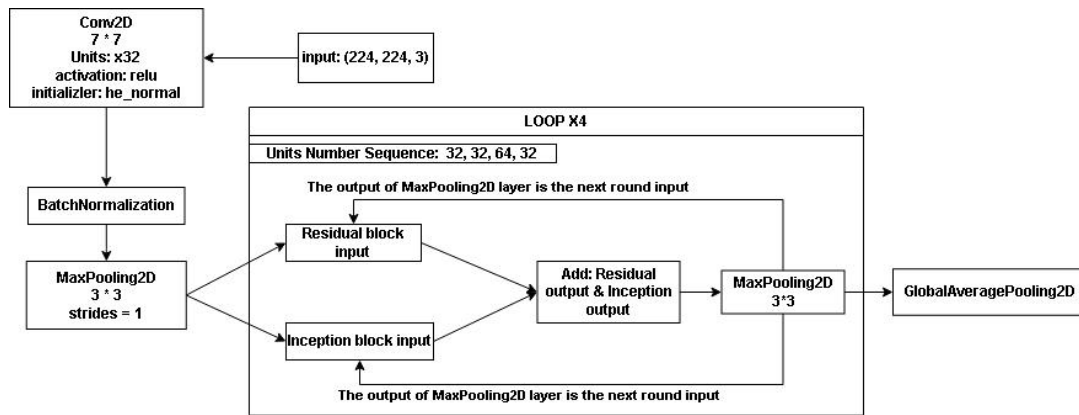 Conv2D
7 * 7
Units: x32
activation: relu
initializler: he_normal
input: (224, 224, 3)
LOOP X4
Units Number Sequence: 32, 32, 64, 32
The output of MaxPooling2D layer is the next round input
BatchNormalization
Residual block
input
MaxPooling2D
3 * 3
strides = 1
Add: Residual
output & Inception
output
MaxPooling2D
3*3
GlobalAveragePooling2D
Inception block input
The output of MaxPooling2D layer is the next round input